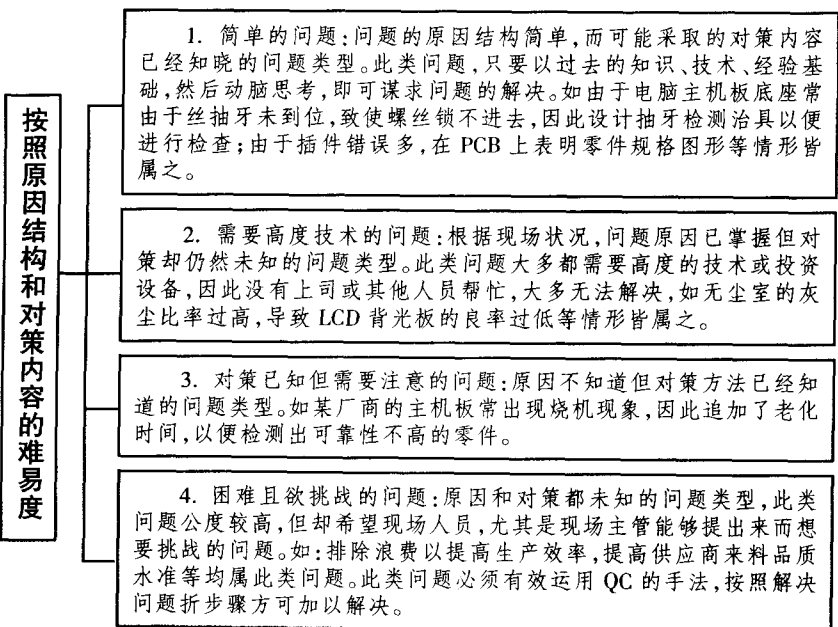 按照原因结构和对策内容的难易度
1. 简单的问题:问题的原因结构简单,而可能采取的对策内容
已经知晓的问题类型。此类问题,只要以过去的知识、技术、经验基
础,然后动脑思考,即可谋求问题的解决。如由于电脑主机板底座常
由于丝抽牙未到位,致使螺丝锁不进去,因此设计抽牙检测治具以便
进行检查;由于插件错误多,在 PCB 上表明零件规格图形等情形皆
属之。
2. 需要高度技术的问题:根据现场状况,问题原因已掌握但对
策却仍然未知的问题类型。此类问题大多都需要高度的技术或投资
设备,因此没有上司或其他人员帮忙,大多无法解决,如无尘室的灰
尘比率过高,导致 LCD 背光板的良率过低等情形皆属之。
3. 对策已知但需要注意的问题:原因不知道但对策方法已经知
道的问题类型。如某厂商的主机板常出现烧机现象,因此追加了老化
时间,以便检测出可靠性不高的零件。
4. 困难且欲挑战的问题:原因和对策都未知的问题类型,此类
问题公度较高,但却希望现场人员,尤其是现场主管能够提出来而想
要挑战的问题。如:排除浪费以提高生产效率,提高供应商来料品质
水准等均属此类问题。此类问题必须有效运用 QC 的手法,按照解决
问题折步骤方可加以解决。